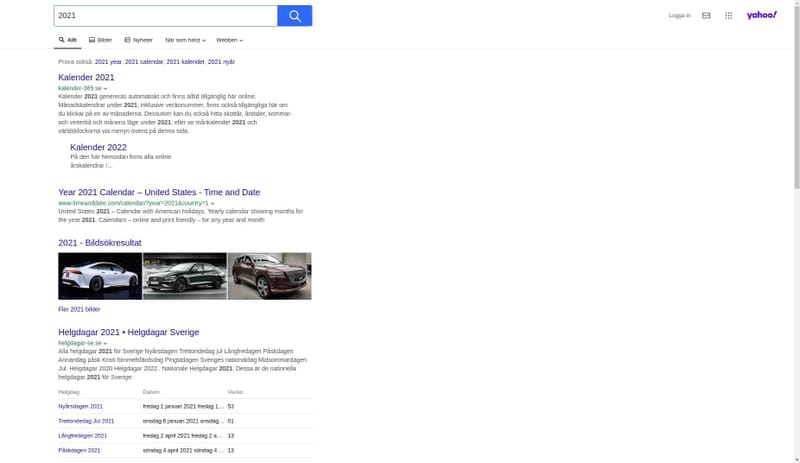 2021
Logga in
yahoo!
Allt
Bilder
Nyheter
När som helst
Webben
Prova också: 2021 year, 2021 calendar, 2021 kalender, 2021 nyår
Kalender 2021
kalender-365.se
Kalender 2021 genereras automatiskt och finns alltid tillgänglig här online.
Månadskalendrar under 2021, inklusive veckonummer, finns också tillgängliga här om
du klickar på en av månaderna. Dessutom kan du också hitta skottår, årstider, sommar-
och vintertid och månens läge under 2021, eller se månkalender 2021 och
världsklockorna via menyn överst på denna sida.
Kalender 2022
På den här hemsidan finns alla online
årskalendrar /...
Year 2021 Calendar – United States - Time and Date
www.timeanddate.com/calendar/?year=2021&country=1
United States 2021 – Calendar with American holidays. Yearly calendar showing months for
the year 2021. Calendars – online and print friendly – for any year and month
2021 - Bildsökresultat
Fler 2021 bilder
Helgdagar 2021 • Helgdagar Sverige
helgdagar-se.se
Alla helgdagar 2021 för Sverige Nyårsdagen Trettondedag jul Långfredagen Påskdagen
Annandag påsk Kristi himmelsfärdsdag Pingstdagen Sveriges nationaldag Midsommardagen
Jul. Helgdagar 2020 Helgdagar 2022 . Nationale Helgdagar 2021. Dessa är de nationella
helgdagar 2021 för Sverige:
Helgdag Datum Vecka
Nyårsdagen 2021 fredag 1 januari 2021 fredag 1... 53
Trettondedag Jul 2021 onsdag 6 januari 2021 onsdag... 01
Långfredagen 2021 fredag 2 april 2021 fredag 2 a... 13
Påskdagen 2021 söndag 4 april 2021 söndag 4 ... 13